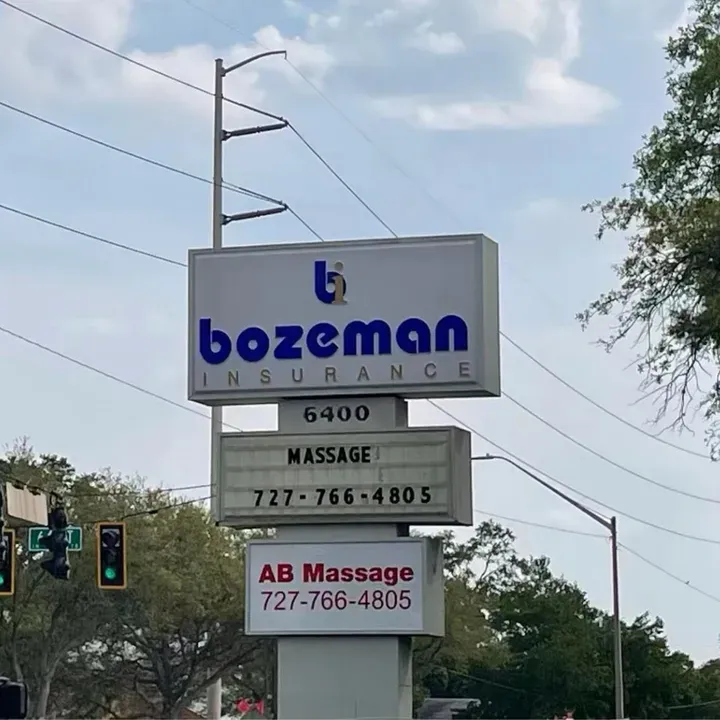 bi
bozeman
INSURANCE
6400
MASSAGE
727-766-4805
AB Massage
727-766-4805